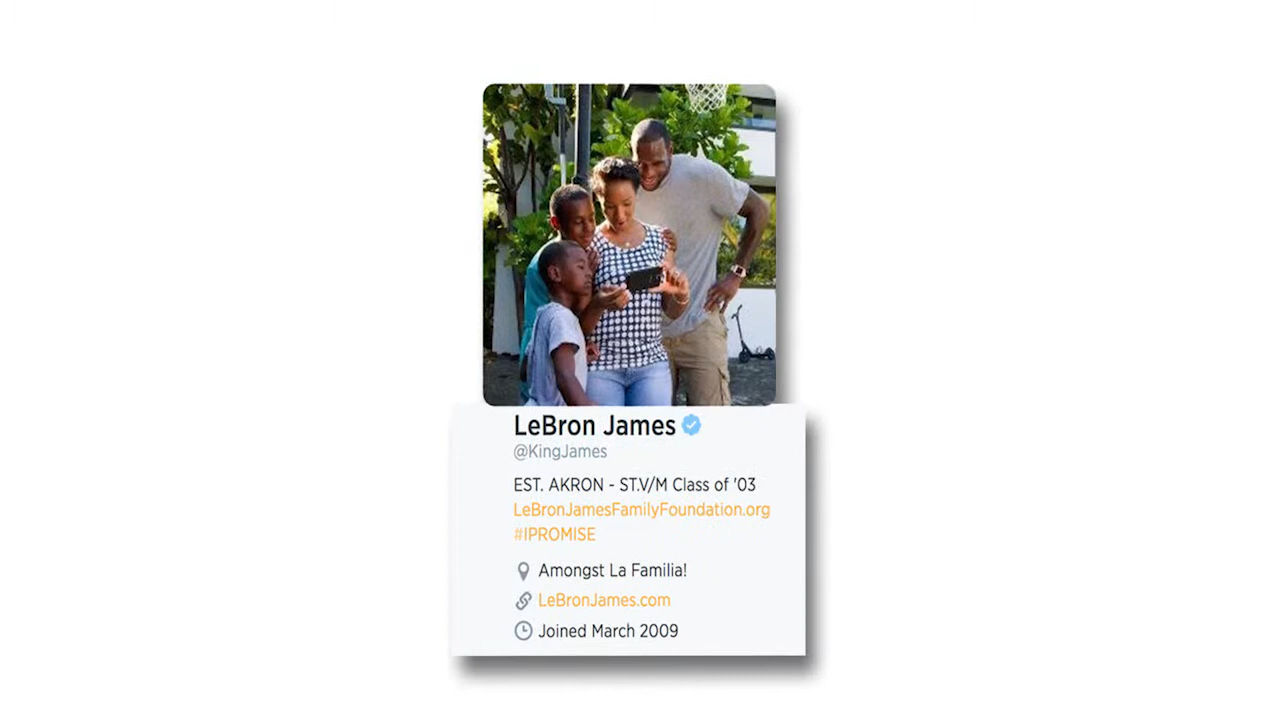 LeBron James
@KingJames
EST. AKRON - ST.V/M Class of '03
LeBronJamesFamilyFoundation.org
#IPROMISE
Amongst La Familia!
LeBronJames.com
Joined March 2009